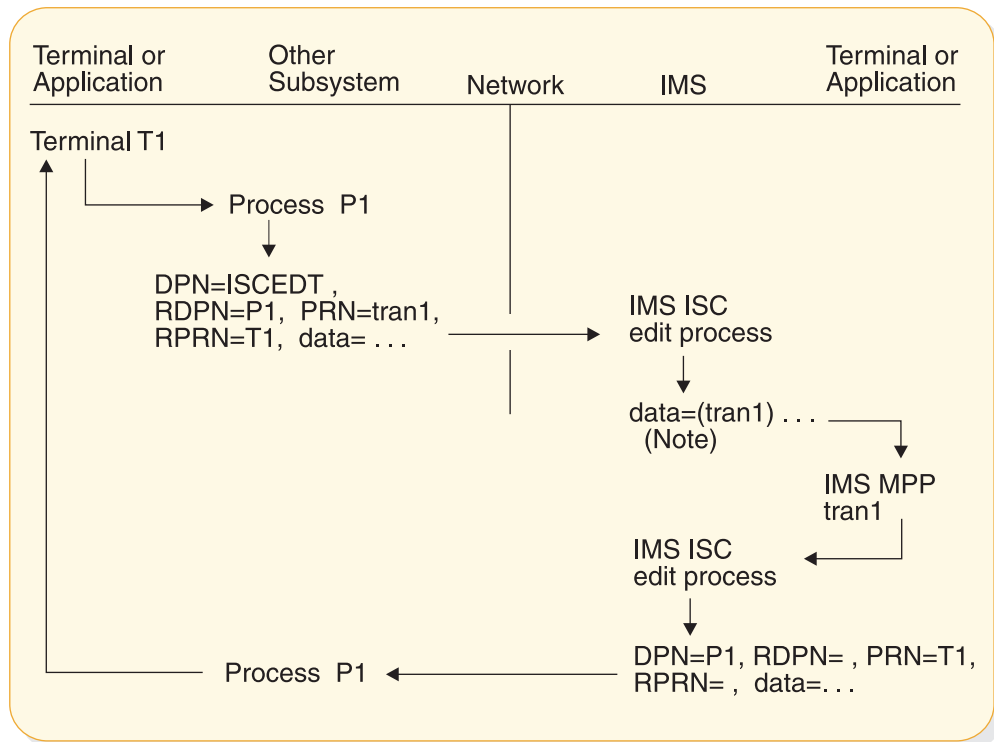 Terminal or
Application
Other
Subsystem
Network
IMS
Terminal or
Application
Terminal T1
Process P1
DPN=ISCEDT ,
RDPN=P1, PRN=tran1,
RPRN=T1, data= . . .
IMS ISC
edit process
data=(tran1) . . .
(Note)
IMS MPP
tran1
IMS ISC
edit process
DPN=P1, RDPN= , PRN=T1,
RPRN= , data=...
Process P1